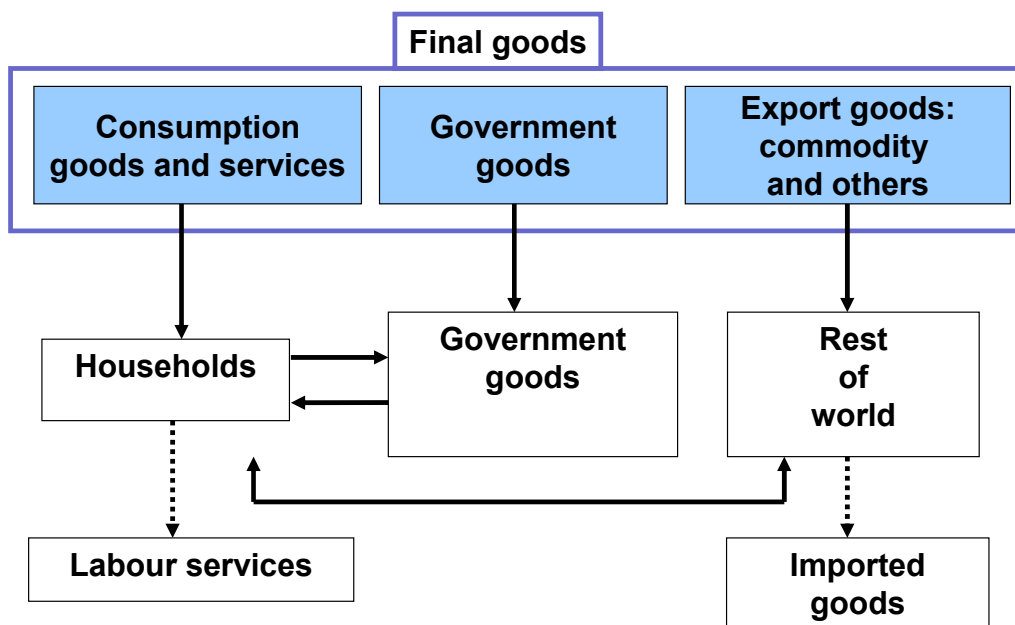 Final goods
Consumption
goods and services
Government
goods
Export goods:
commodity
and others
Households
Government
goods
Rest
of
world
Labour services
Imported
goods